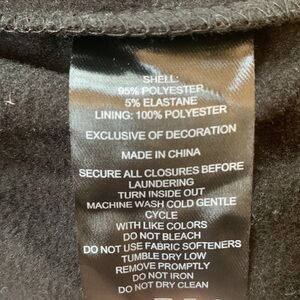 SHELL:
95% POLYESTER
5% ELASTANE
LINING: 100% POLYESTER
EXCLUSIVE OF DECORATION
MADE IN CHINA
SECURE ALL CLOSURES BEFORE
LAUNDERING
TURN INSIDE OUT
MACHINE WASH COLD GENTLE
CYCLE
WITH LIKE COLORS
DO NOT BLEACH
DO NOT USE FABRIC SOFTENERS
TUMBLE DRY LOW
REMOVE PROMPTLY
DO NOT IRON
DO NOT DRY CLEAN